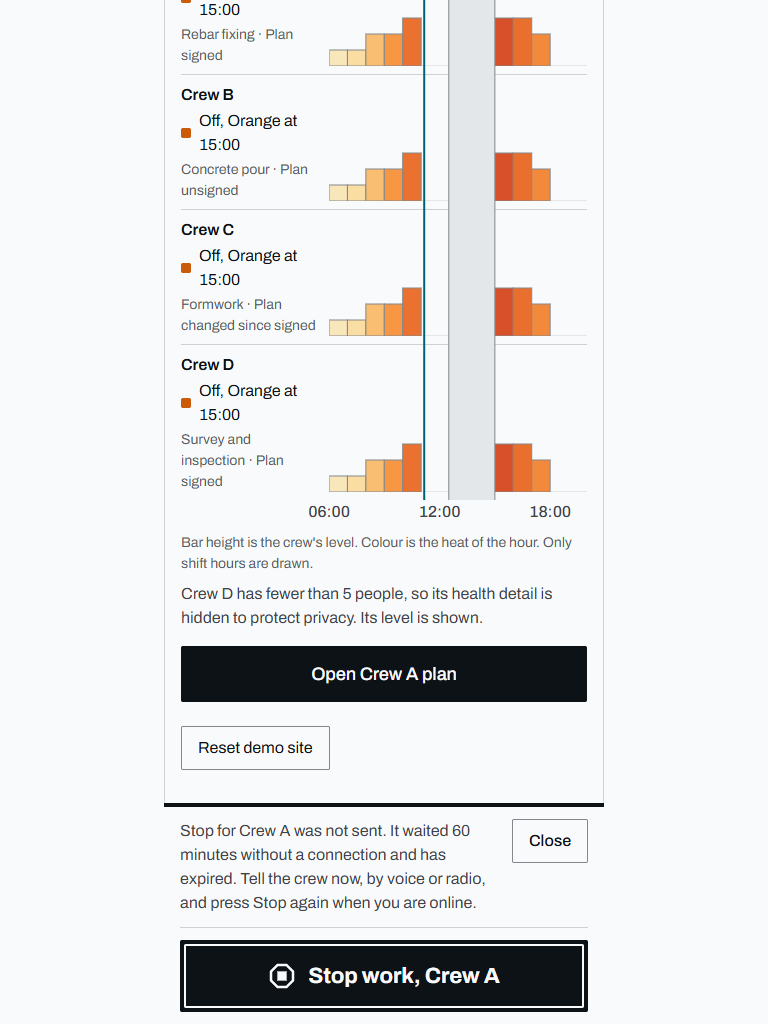 15:00
Rebar fixing · Plan
signed
Crew B
Off, Orange at
15:00
Concrete pour · Plan
unsigned
Crew C
Off, Orange at
15:00
Formwork · Plan
changed since signed
Crew D
Off, Orange at
15:00
Survey and
inspection · Plan
signed
06:00 12:00 18:00
Bar height is the crew's level. Colour is the heat of the hour. Only
shift hours are drawn.
Crew D has fewer than 5 people, so its health detail is
hidden to protect privacy. Its level is shown.
Open Crew A plan
Reset demo site
Stop for Crew A was not sent. It waited 60
minutes without a connection and has
expired. Tell the crew now, by voice or radio,
and press Stop again when you are online.
Close
Stop work, Crew A